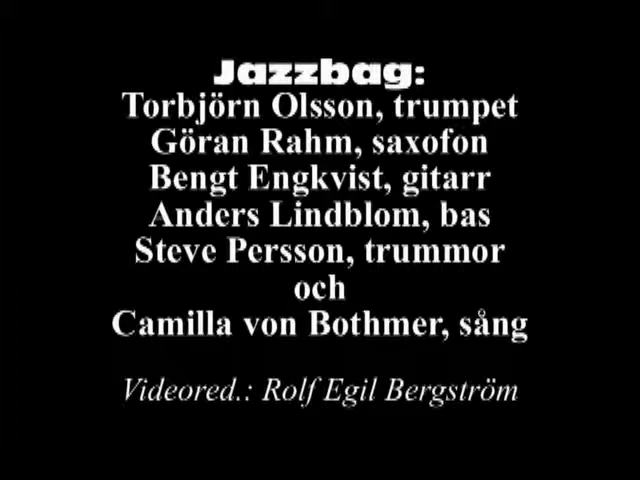 Jazzbag:
Torbjörn Olsson, trumpet
Göran Rahm, saxofon
Bengt Engkvist, gitarr
Anders Lindblom, bas
Steve Persson, trummor
och
Camilla von Bothmer, sång
Videored.: Rolf Egil Bergström